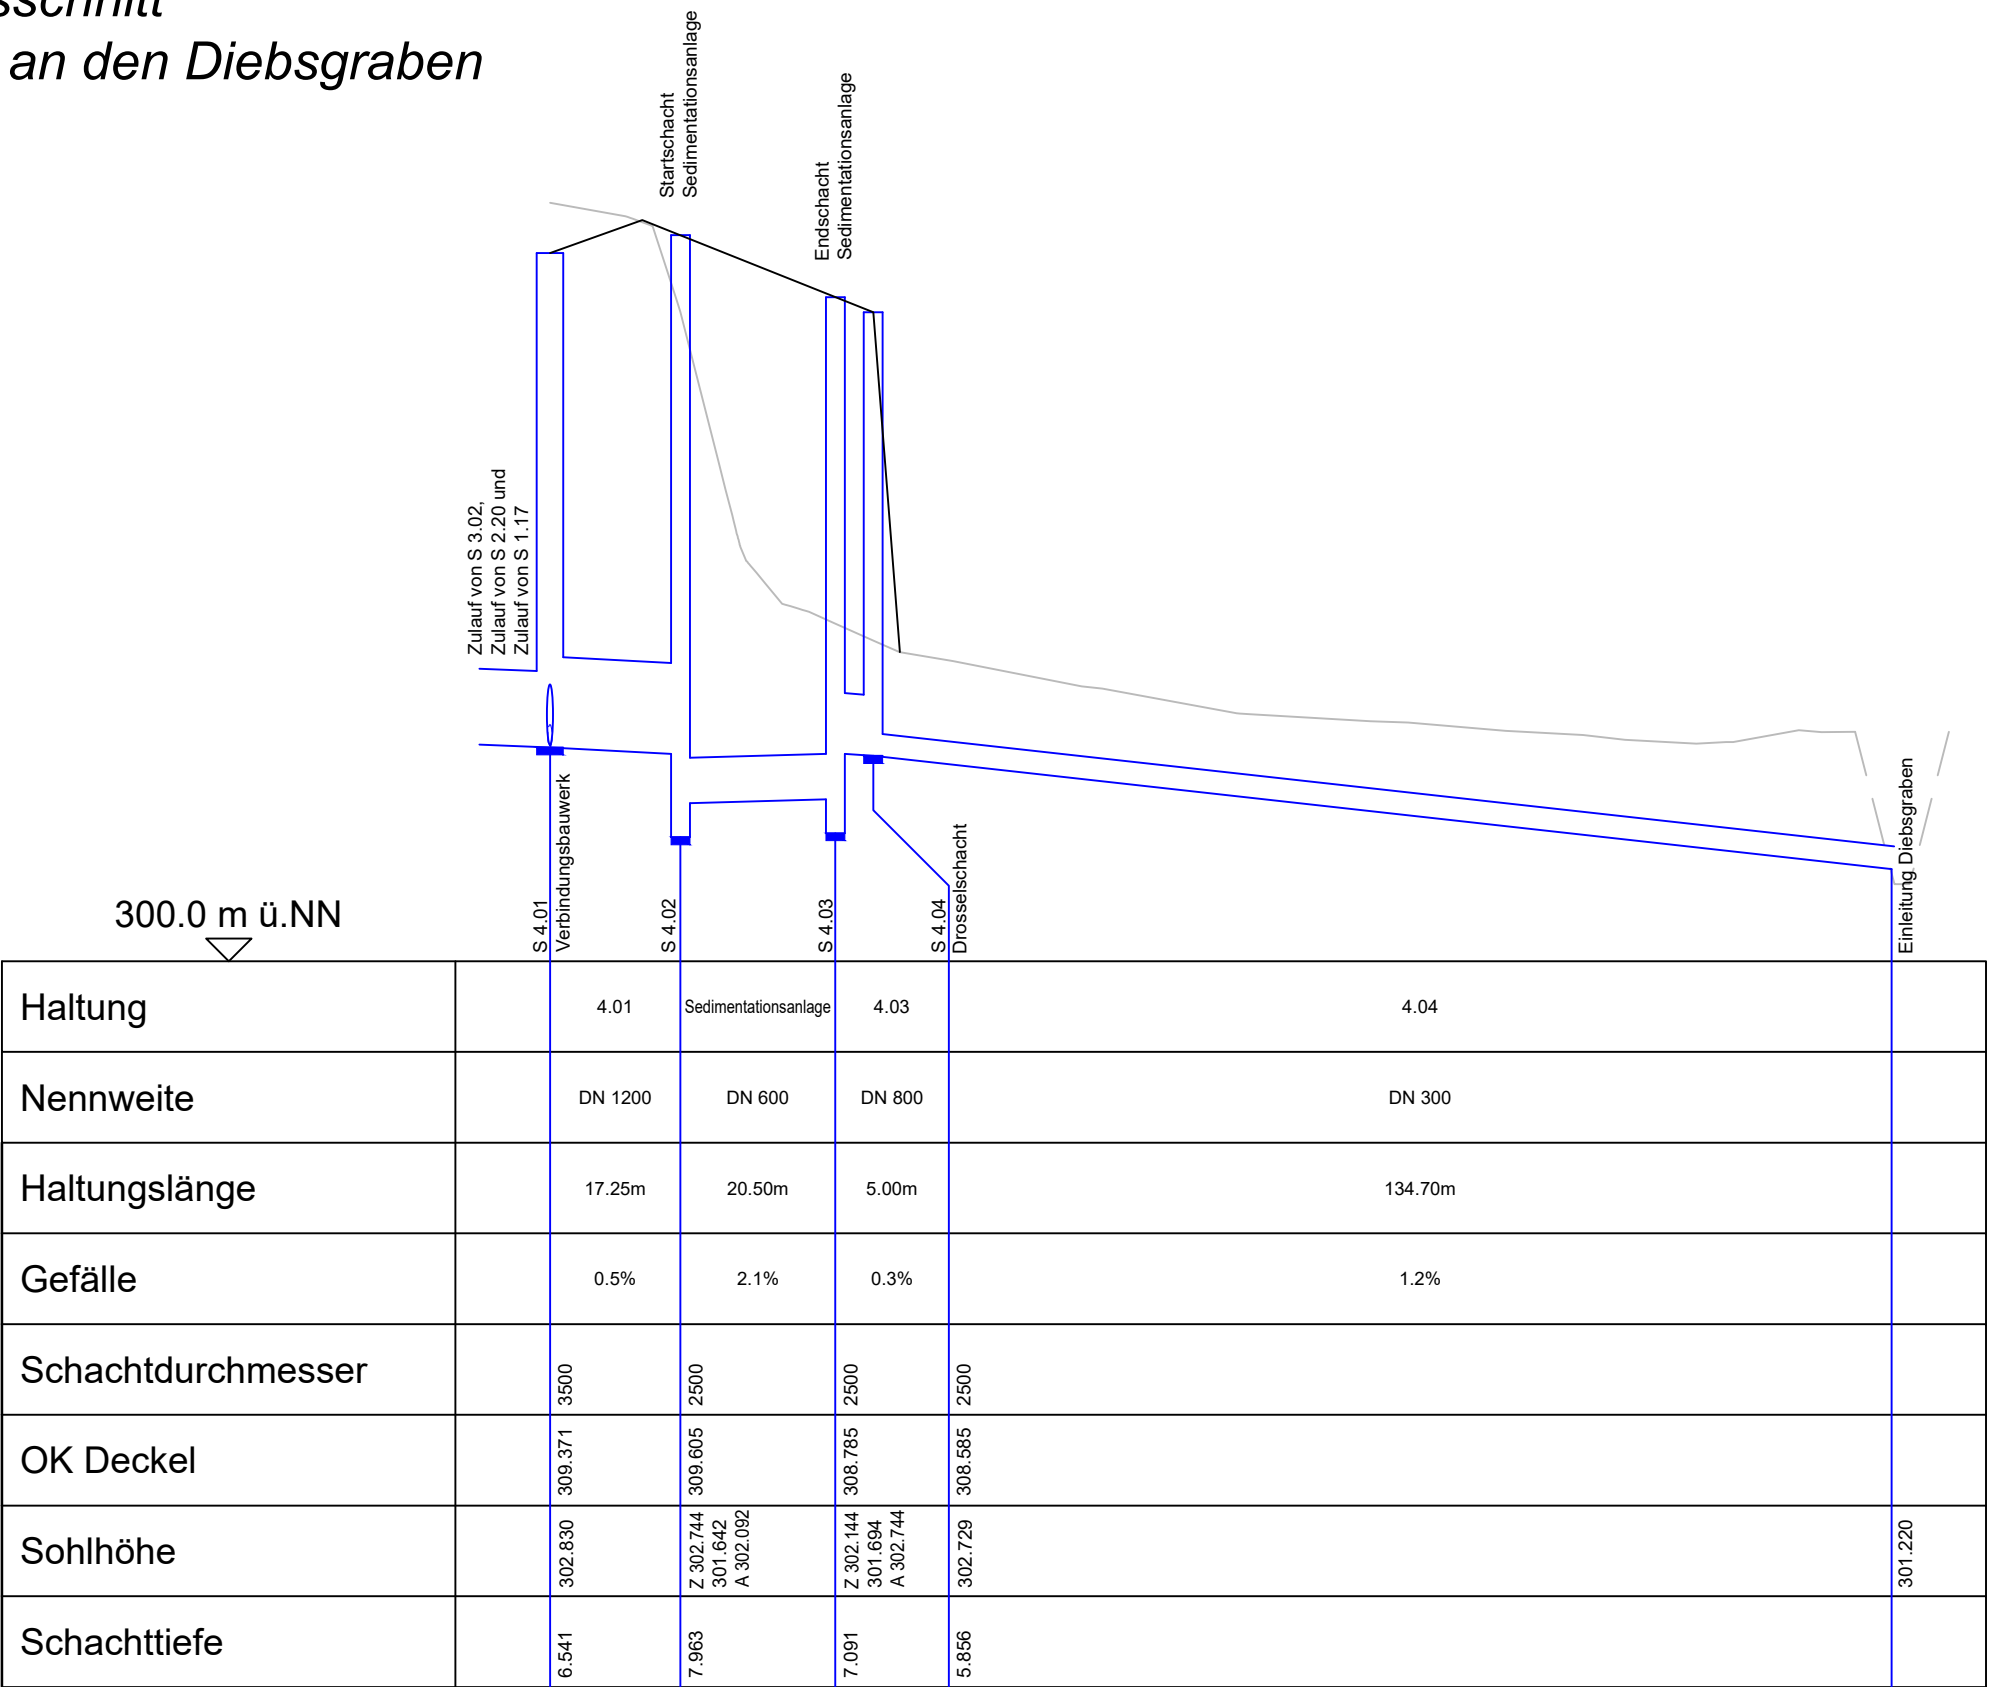 an den Diebsgraben
Startschacht
Sedimentationsanlage
Endschacht
Sedimentationsanlage
Zulauf von S 3.02,
Zulauf von S 2.20 und
Zulauf von S 1.17
300.0 m ü.NN
S 4.01
Verbindungsbauwerk
S 4.02
S 4.03
S 4.04
Drosselschacht
Einleitung Diebsgraben
Haltung
4.01
Sedimentationsanlage
4.03
4.04
Nennweite
DN 1200
DN 600
DN 800
DN 300
Haltungslänge
17.25m
20.50m
5.00m
134.70m
Gefälle
0.5%
2.1%
0.3%
1.2%
Schachtdurchmesser
3500
2500
2500
2500
OK Deckel
309.371
309.605
308.785
308.585
Sohlhöhe
302.830
Z 302.744
301.642
A 302.092
Z 302.144
301.694
A 302.744
302.729
301.220
Schachttiefe
6.541
7.963
7.091
5.856